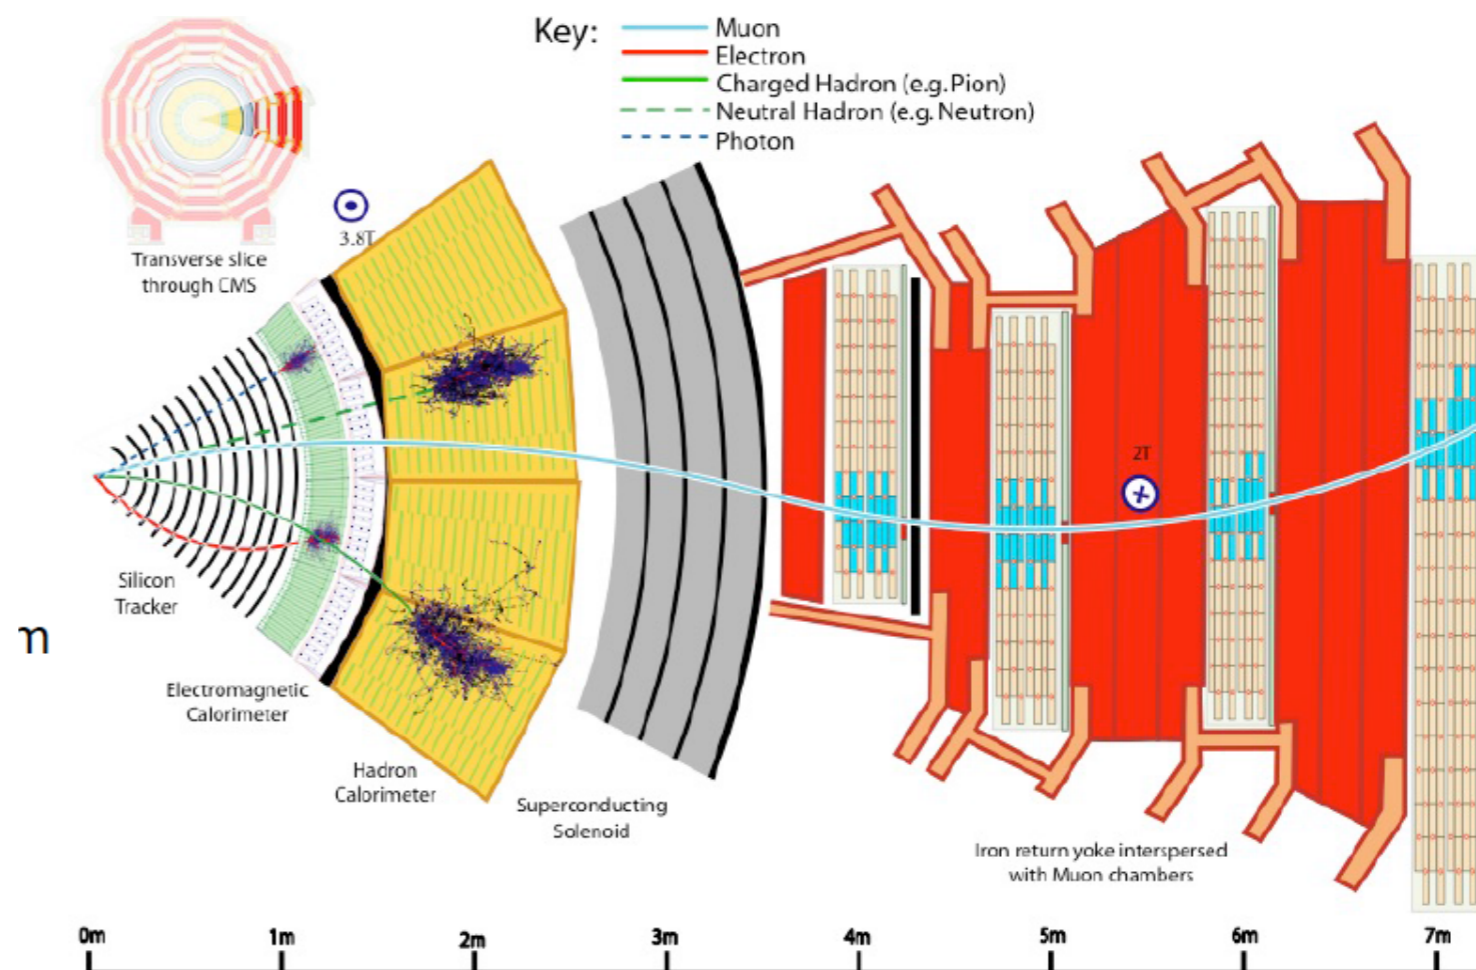 Key:
Muon
Electron
Charged Hadron (e.g. Pion)
Neutral Hadron (e.g. Neutron)
Photon
Transverse slice
through CMS
3.8T
2T
Silicon
Tracker
m
Electromagnetic
Calorimeter
Hadron
Calorimeter
Superconducting
Solenoid
Iron return yoke interspersed
with Muon chambers
0m 1m 2m 3m 4m 5m 6m 7m